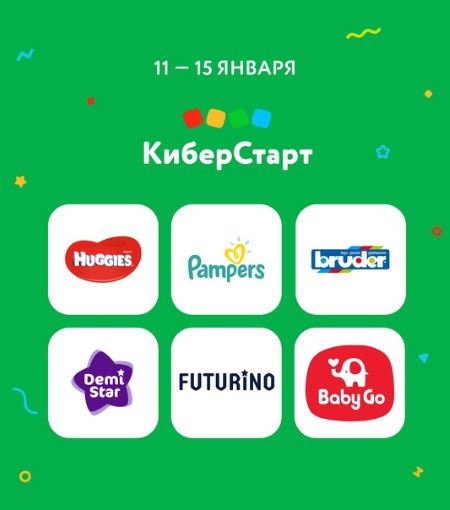 11 — 15 ЯНВАРЯ
КиберСтарт
HUGGIES
Pampers
bruder
Demi
Star
FUTURINO
Baby Go